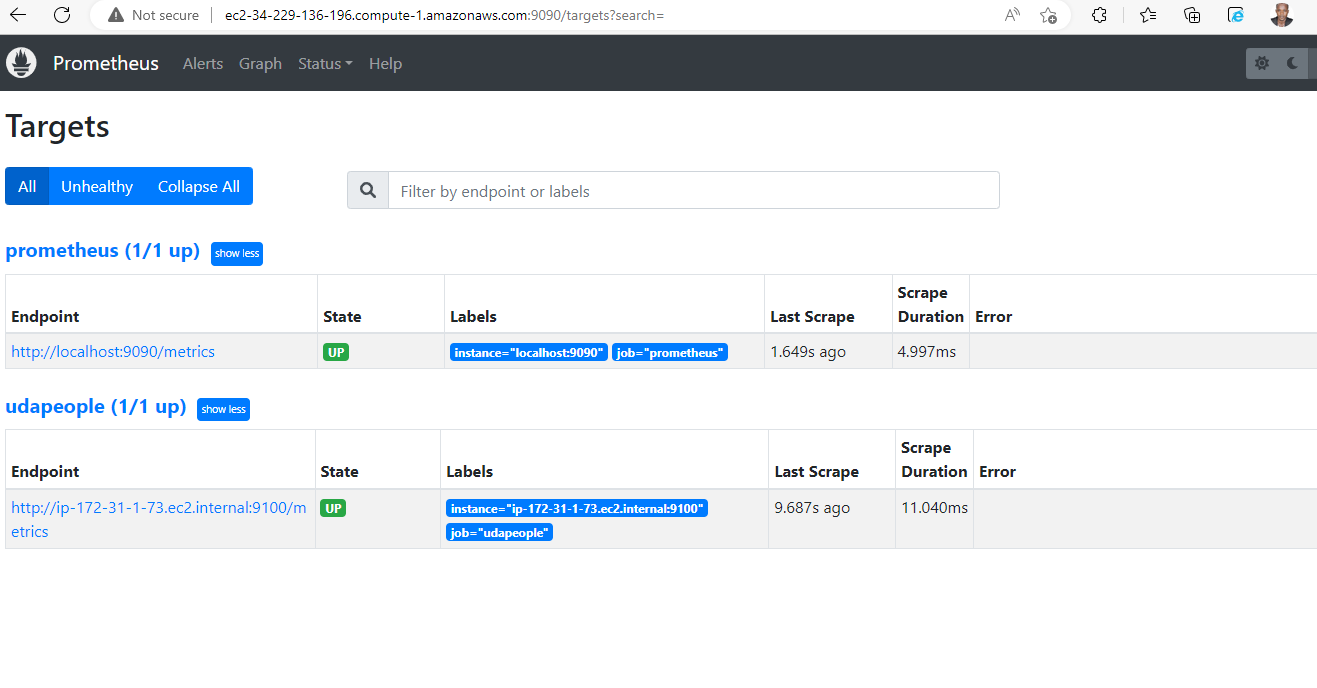 Not secure ec2-34-229-136-196.compute-1.amazonaws.com:9090/targets?search=
Prometheus Alerts Graph Status Help
Targets
All Unhealthy Collapse All Filter by endpoint or labels
prometheus (1/1 up) show less
Endpoint State Labels Last Scrape Scrape Duration Error
http://localhost:9090/metrics UP instance="localhost:9090" job="prometheus" 1.649s ago 4.997ms
udapeople (1/1 up) show less
Endpoint State Labels Last Scrape Scrape Duration Error
http://ip-172-31-1-73.ec2.internal:9100/m UP instance="ip-172-31-1-73.ec2.internal:9100" 9.687s ago 11.040ms
etrics job="udapeople"